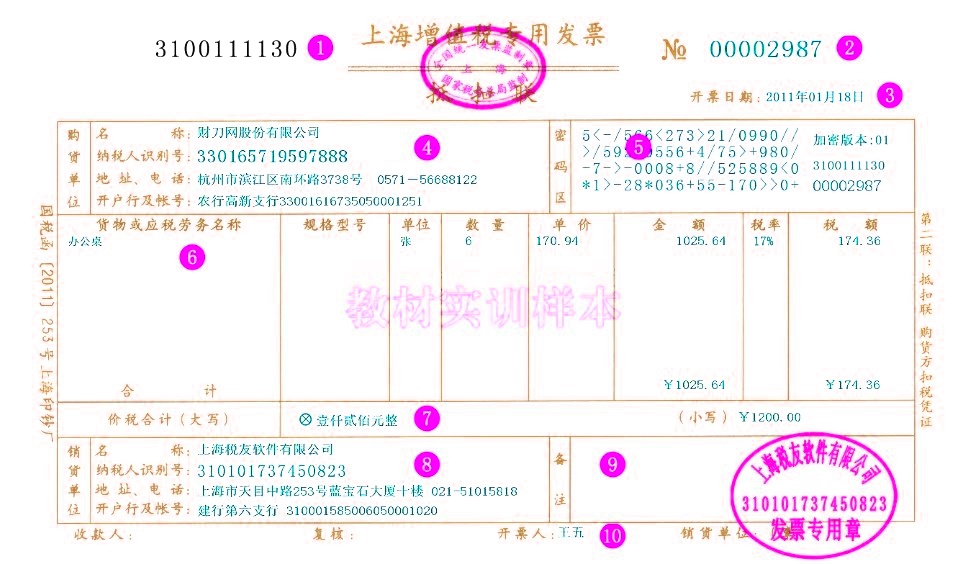 上海增值税专用发票
3100111130 1
№ 00002987 2
全国统一发票监制章
上海
国家税务总局监制
抵扣联
开票日期：2011年01月18日 3
购货单位
名称：财刀网股份有限公司
纳税人识别号：330165719597888 4
地址、电话：杭州市滨江区南环路3738号 0571－56688122
开户行及帐号：农行高新支行33001616735050001251
密码区
5<-/566<273>21/0990//
5
-7->-0008+8//525889<0
*1>-28*036+55-170>>0+
加密版本:01
3100111130
00002987
货物或应税劳务名称 规格型号 单位 数量 单价 金额 税率 税额
办公桌 张 6 170.94 1025.64 17% 174.36
6
教材实训样本
合计 ￥1025.64 ￥174.36
价税合计（大写） ⊗壹仟贰佰元整 7 （小写）￥1200.00
销货单位
名称：上海税友软件有限公司
纳税人识别号：310101737450823 8
地址、电话：上海市天目中路253号蓝宝石大厦十楼 021-51015818
开户行及帐号：建行第六支行 310001585006050001020
备注
9
上海税友软件有限公司
310101737450823
发票专用章
收款人： 复核： 开票人：王五 10 销货单位：
国税函〔2011〕253号上海印钞厂
第二联：抵扣联 购货方扣税凭证